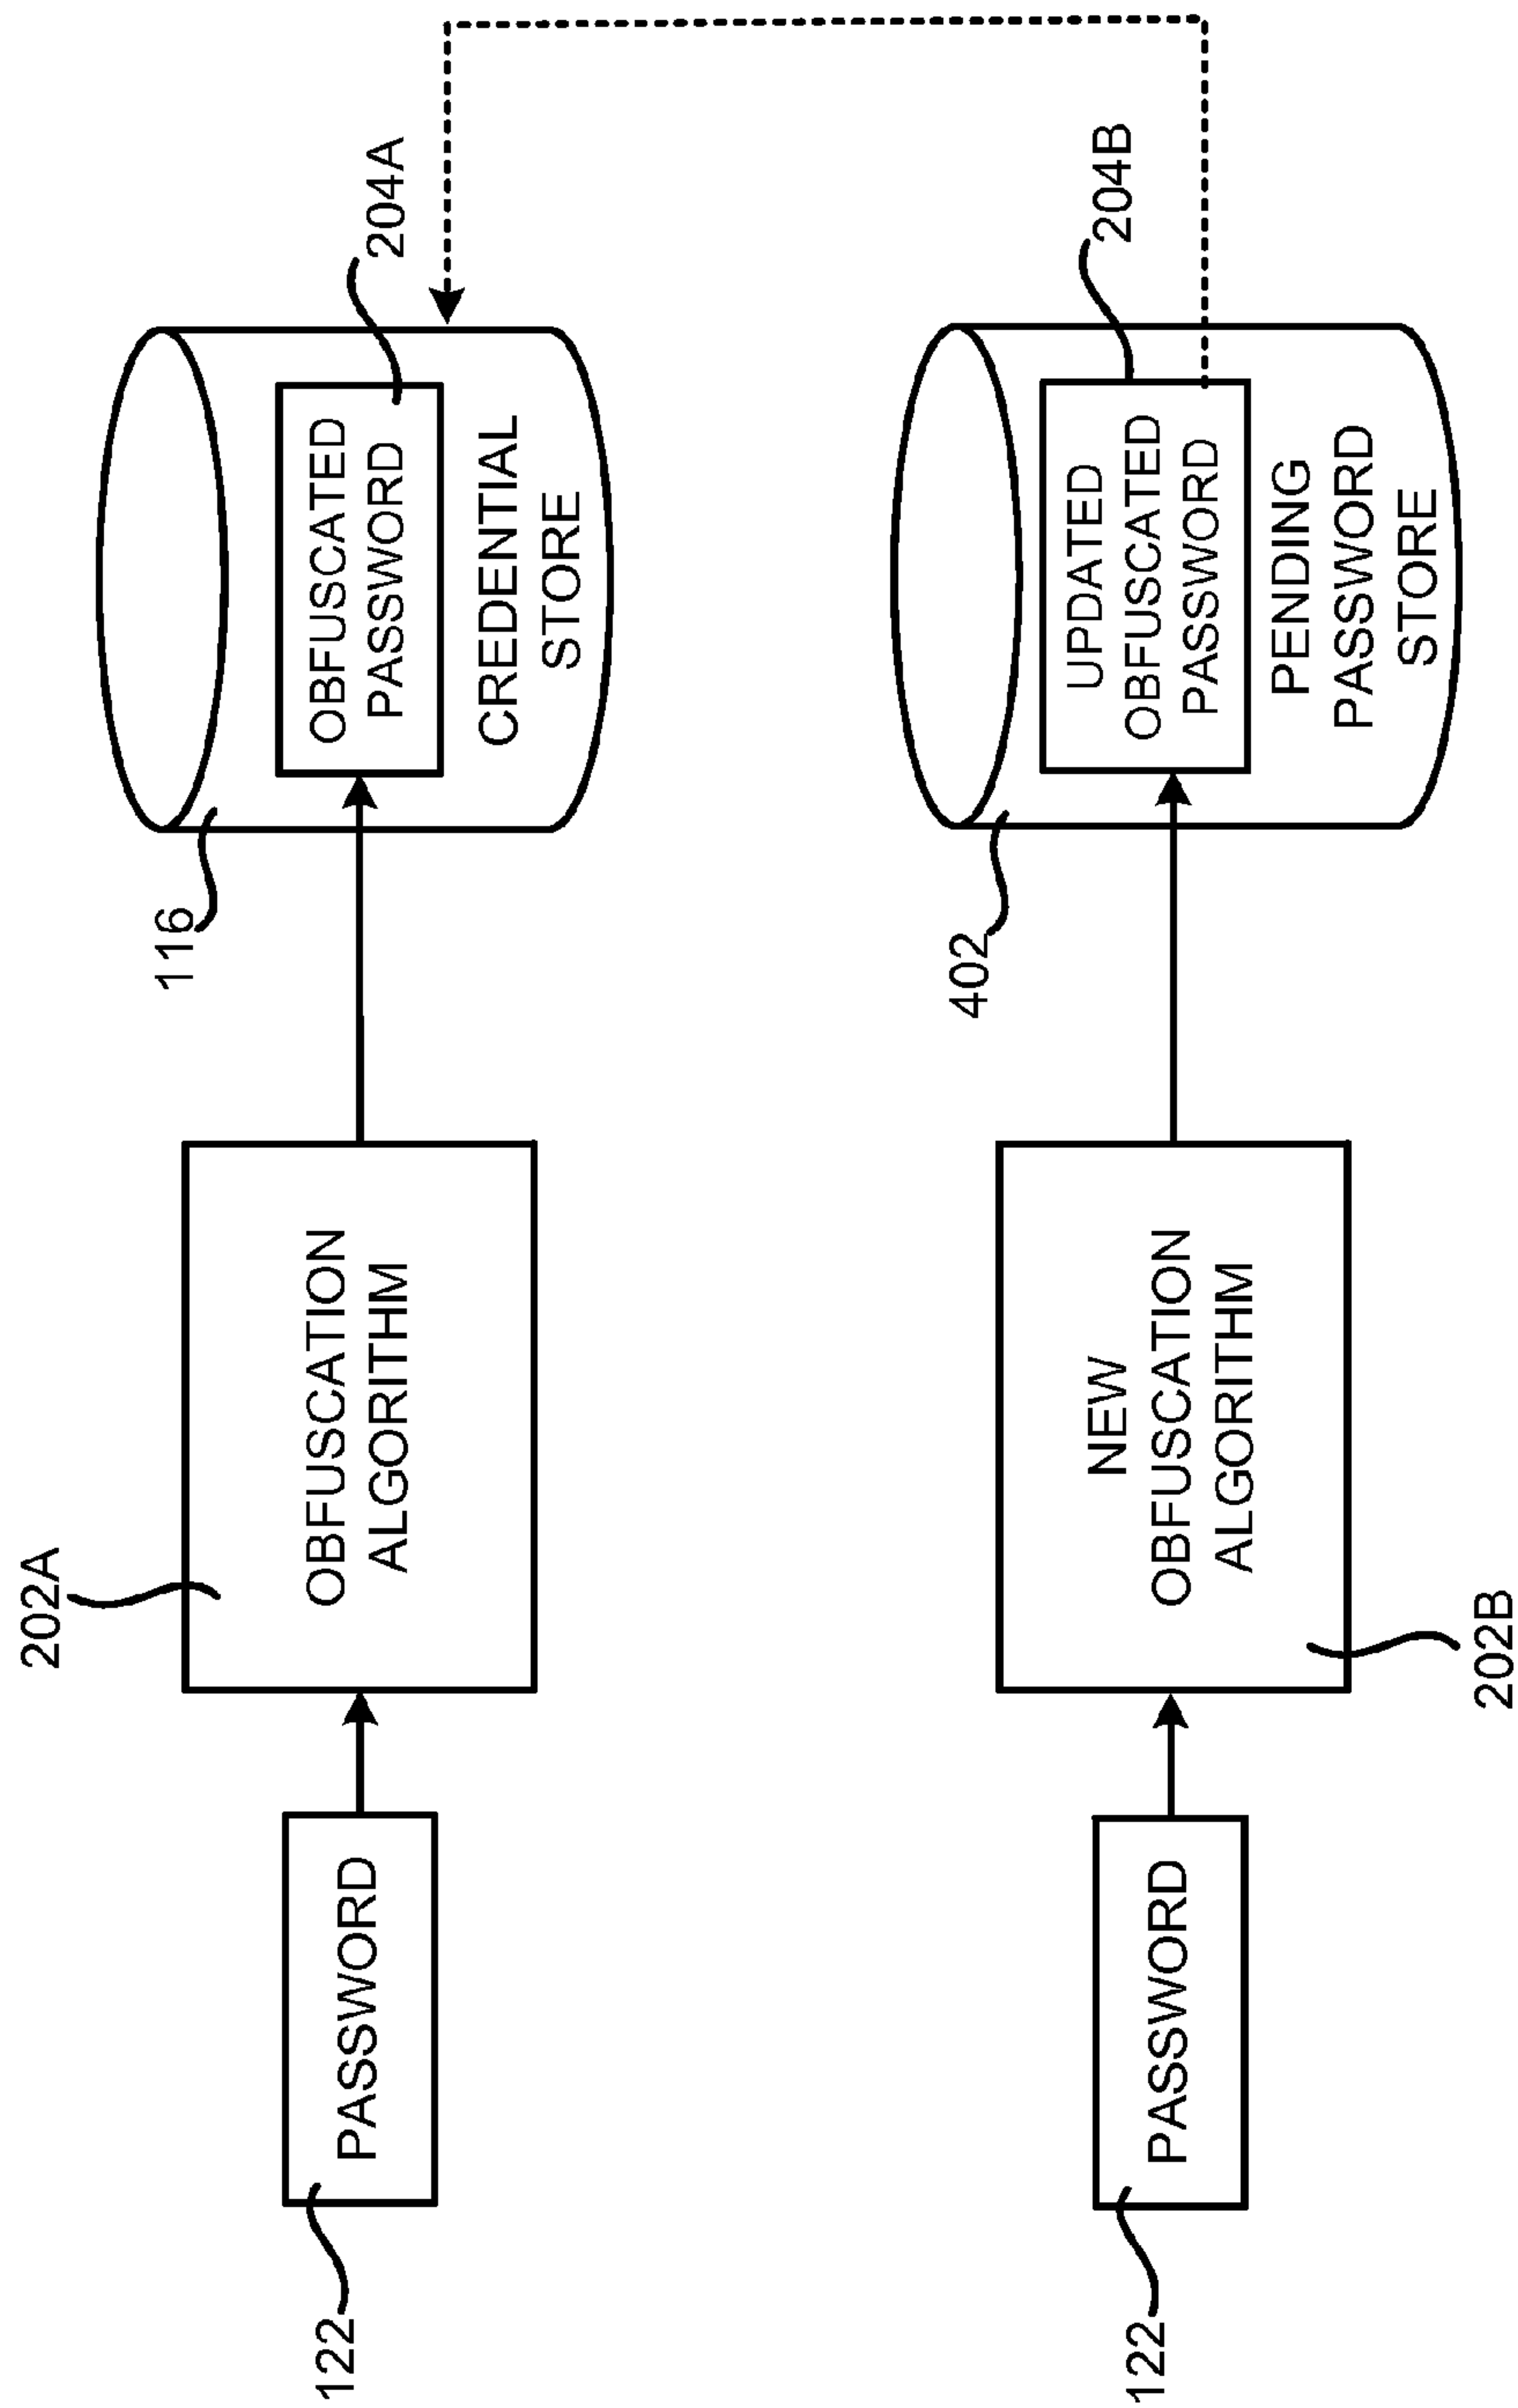 122
PASSWORD
202A
OBFUSCATION
ALGORITHM
116
OBFUSCATED
PASSWORD
204A
CREDENTIAL
STORE
122
PASSWORD
NEW
OBFUSCATION
ALGORITHM
202B
402
UPDATED
OBFUSCATED
PASSWORD
204B
PENDING
PASSWORD
STORE